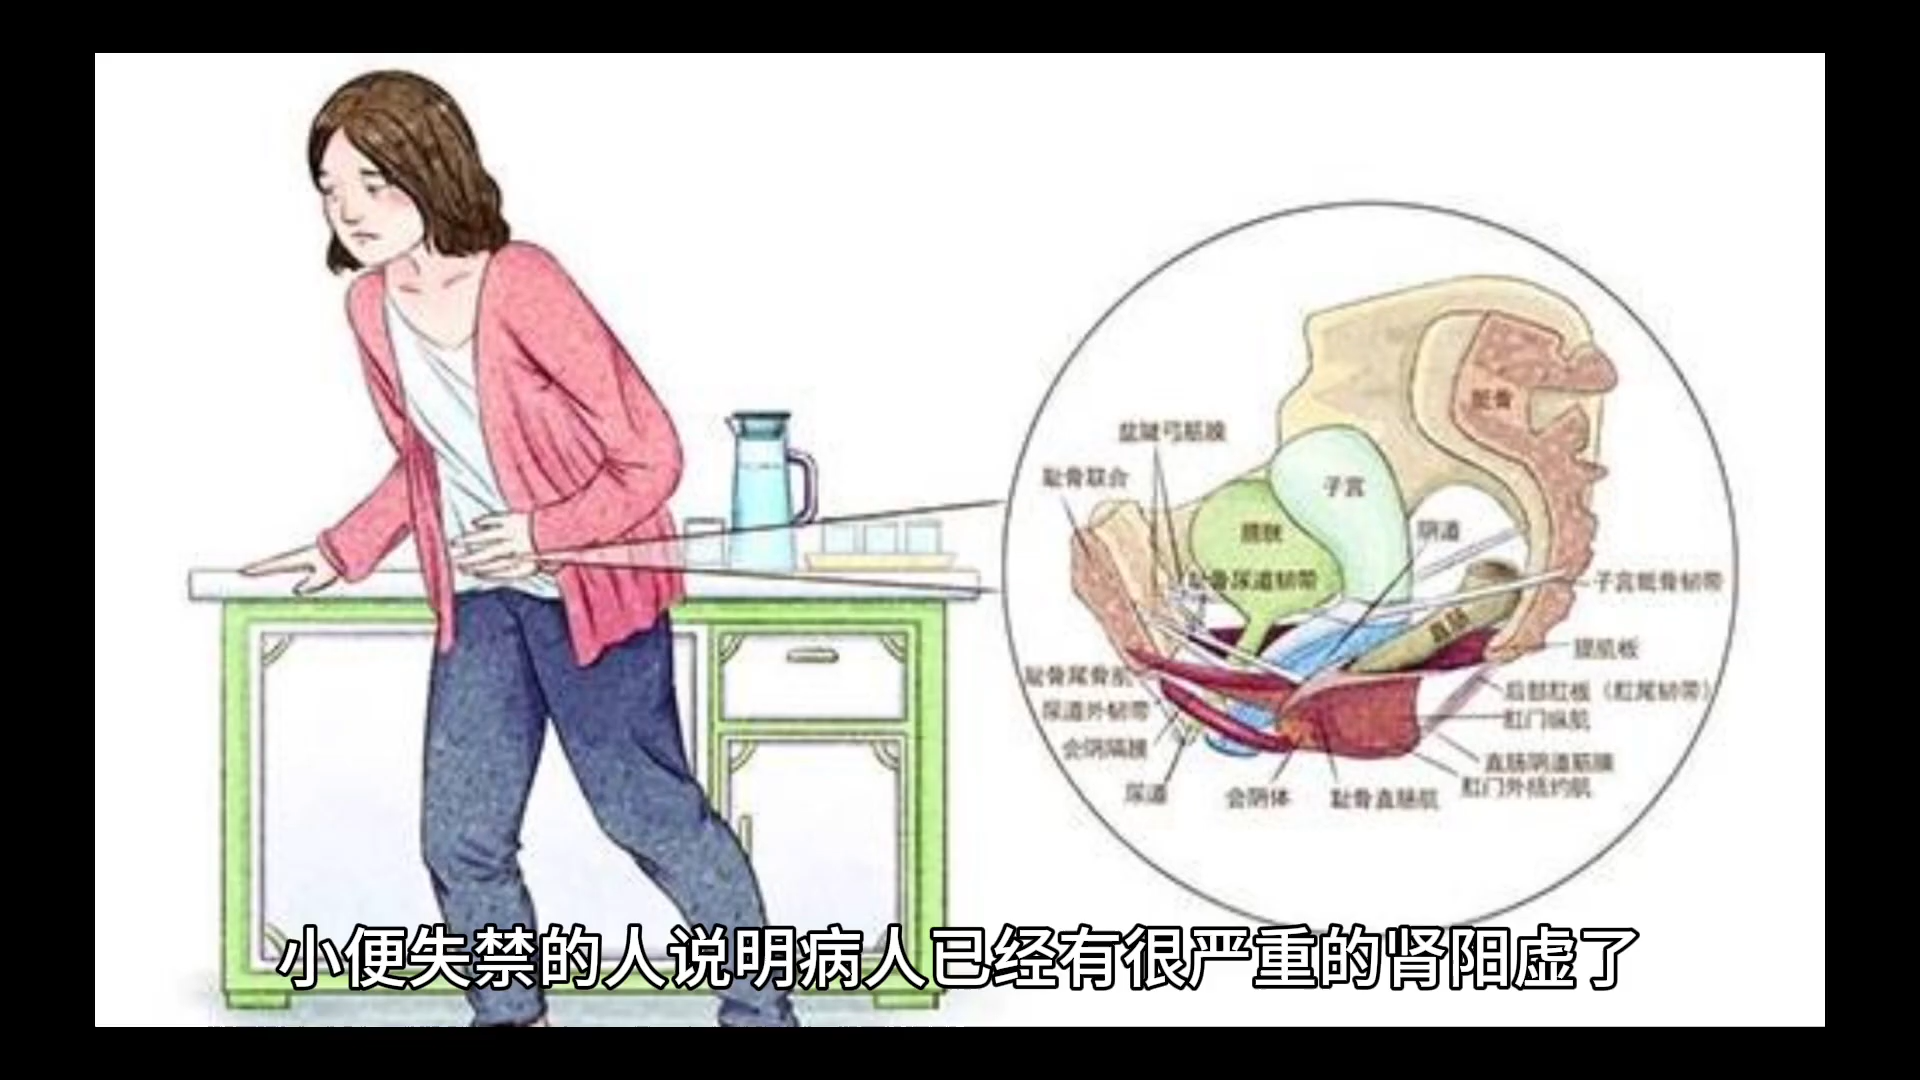 骶骨
盆腱弓筋膜
耻骨联合
子宫
膀胱
阴道
耻骨尿道韧带
子宫骶骨韧带
直肠
提肌板
耻骨尾骨肌
后部肛板（肛尾韧带）
尿道外韧带
肛门纵肌
会阴隔膜
直肠阴道筋膜
尿道
会阴体
耻骨直肠肌
肛门外括约肌
小便失禁的人说明病人已经有很严重的肾阳虚了